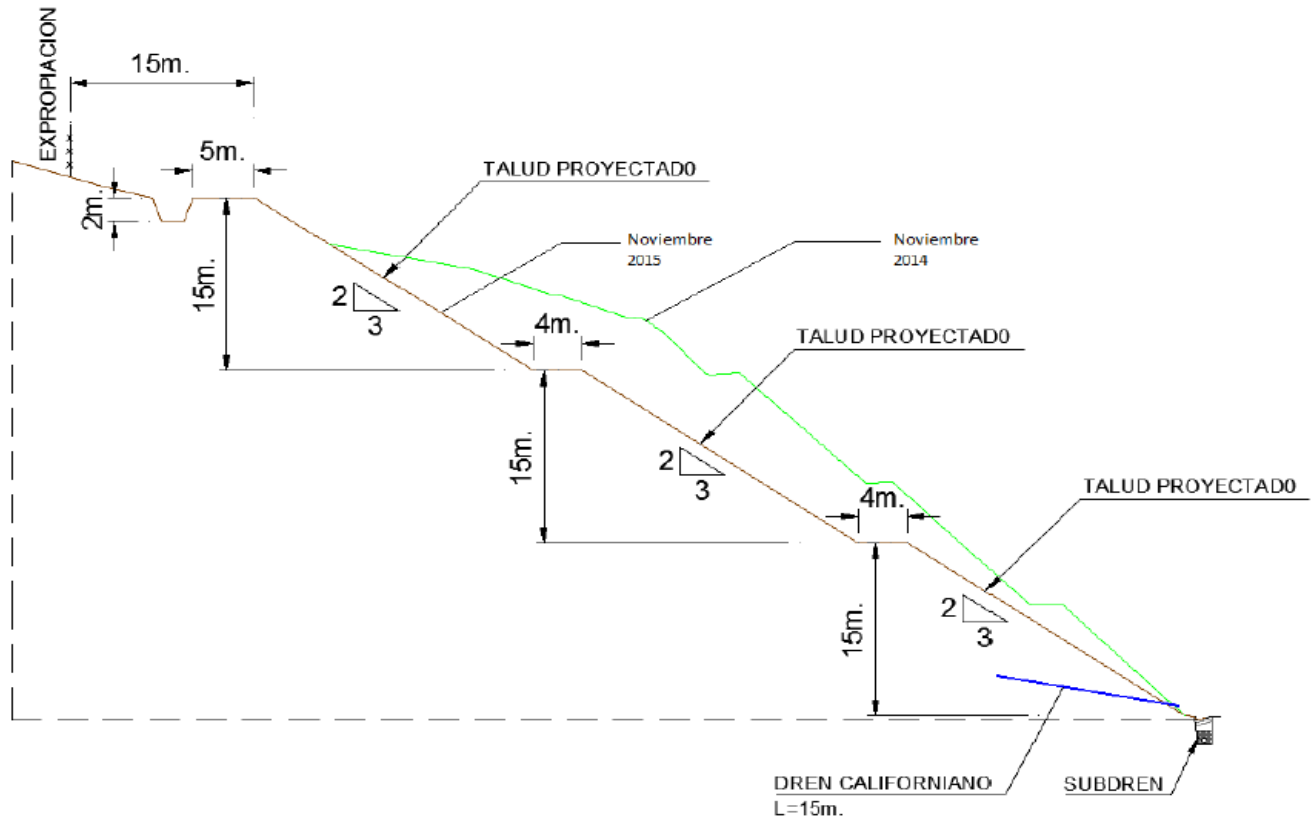 EXPROPIACION
15m.
5m.
2m.
TALUD PROYECTAD0
Noviembre
2015
Noviembre
2014
15m.
2
3
4m.
TALUD PROYECTAD0
15m.
2
3
4m.
TALUD PROYECTAD0
15m.
2
3
DREN CALIFORNIANO
L=15m.
SUBDREN